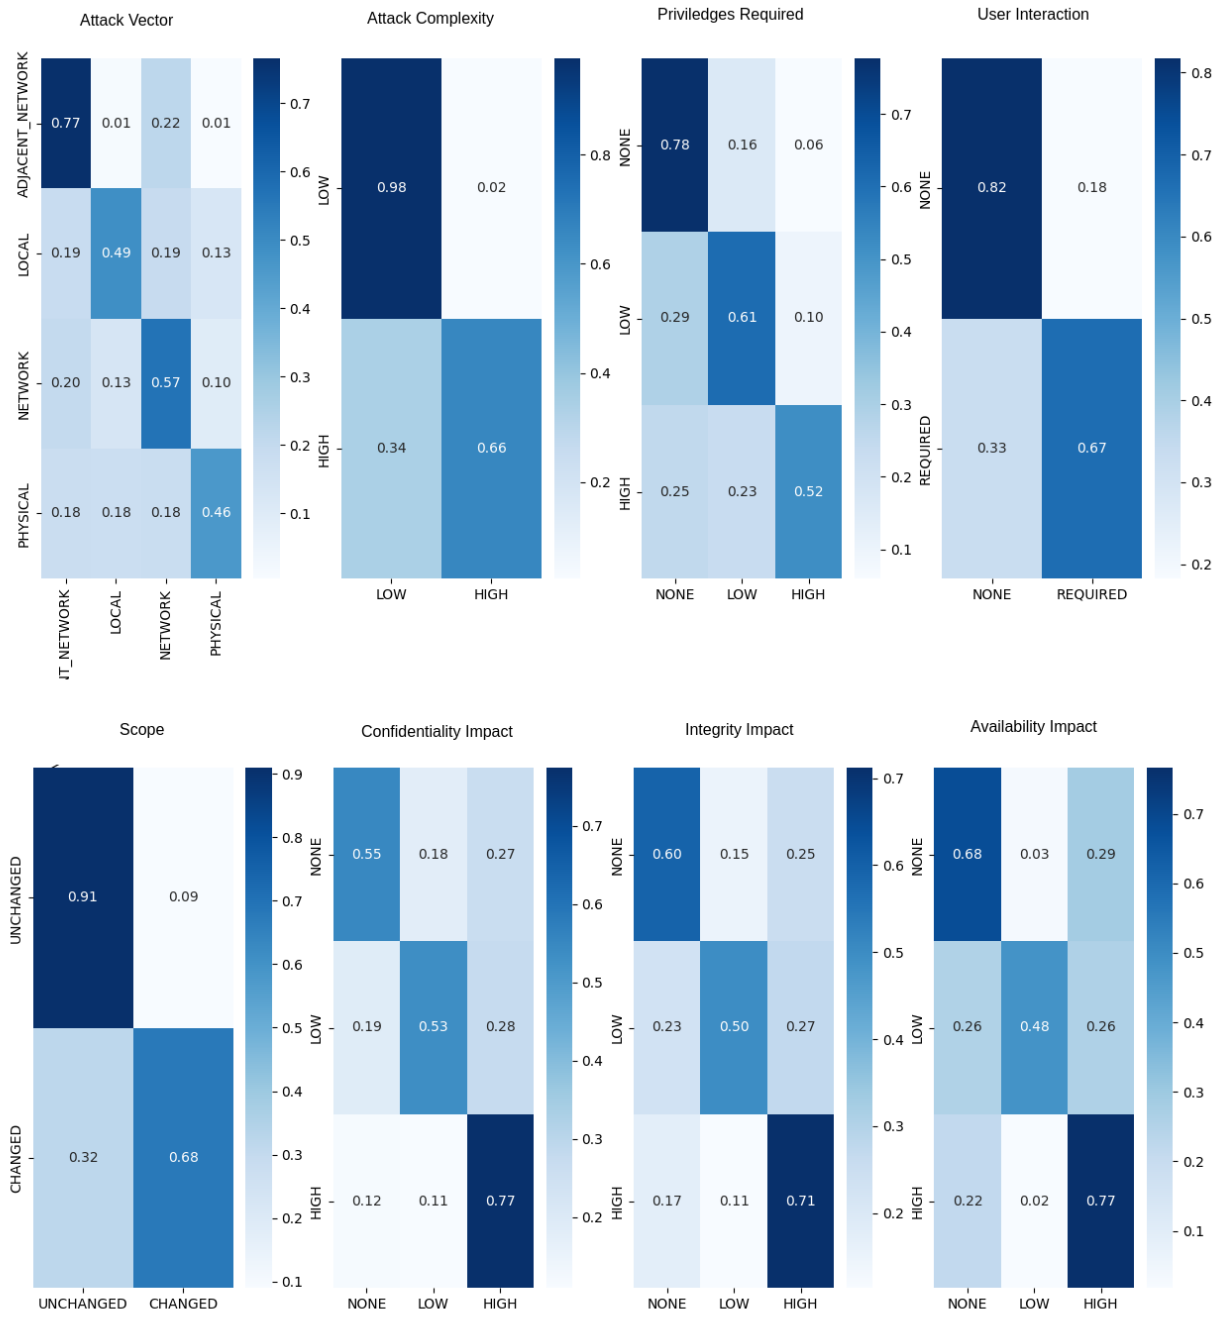 Attack Vector
ADJACENT_NETWORK
LOCAL
NETWORK
PHYSICAL
0.77 0.01 0.22 0.01
0.19 0.49 0.19 0.13
0.20 0.13 0.57 0.10
0.18 0.18 0.18 0.46
NT_NETWORK
LOCAL
NETWORK
PHYSICAL
0.7
0.6
0.5
0.4
0.3
0.2
0.1
Attack Complexity
LOW
HIGH
0.98 0.02
0.34 0.66
LOW HIGH
0.8
0.6
0.4
0.2
Priviledges Required
NONE
LOW
HIGH
0.78 0.16 0.06
0.29 0.61 0.10
0.25 0.23 0.52
NONE LOW HIGH
0.7
0.6
0.5
0.4
0.3
0.2
0.1
User Interaction
NONE
REQUIRED
0.82 0.18
0.33 0.67
NONE REQUIRED
0.8
0.7
0.6
0.5
0.4
0.3
0.2
Scope
UNCHANGED
CHANGED
0.91 0.09
0.32 0.68
UNCHANGED CHANGED
0.9
0.8
0.7
0.6
0.5
0.4
0.3
0.2
0.1
Confidentiality Impact
NONE
LOW
HIGH
0.55 0.18 0.27
0.19 0.53 0.28
0.12 0.11 0.77
NONE LOW HIGH
0.7
0.6
0.5
0.4
0.3
0.2
Integrity Impact
NONE
LOW
HIGH
0.60 0.15 0.25
0.23 0.50 0.27
0.17 0.11 0.71
NONE LOW HIGH
0.7
0.6
0.5
0.4
0.3
0.2
Availability Impact
NONE
LOW
HIGH
0.68 0.03 0.29
0.26 0.48 0.26
0.22 0.02 0.77
NONE LOW HIGH
0.7
0.6
0.5
0.4
0.3
0.2
0.1